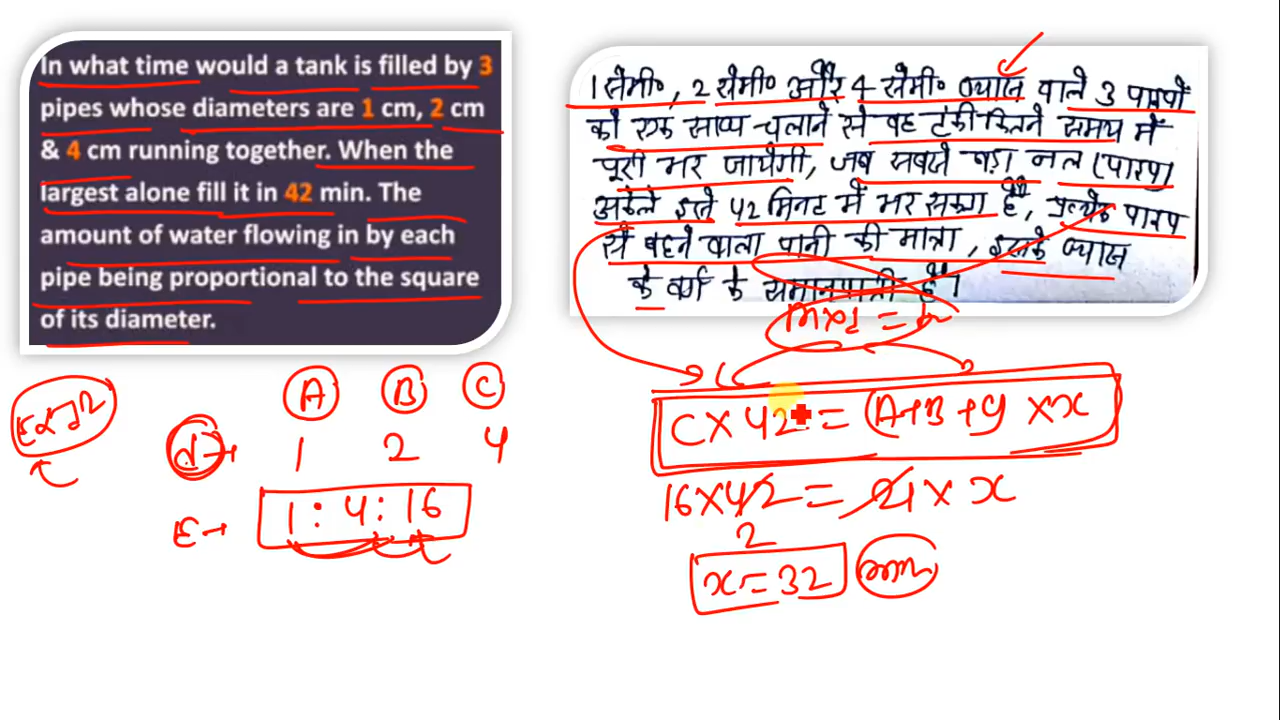 In what time would a tank is filled by 3
pipes whose diameters are 1 cm, 2 cm
& 4 cm running together. When the
largest alone fill it in 42 min. The
amount of water flowing in by each
pipe being proportional to the square
of its diameter.
1 सेमी०, 2 सेमी० और 4 सेमी० व्यास वाले 3 पाइपों
को एक साथ चलाने से वह टंकी कितने समय में
पूरी भर जायेगी, जब सबसे बड़ा नल (पाइप)
अकेले इसे 42 मिनट में भर सकता है, प्रत्येक पाइप
से बहने वाला पानी की मात्रा, इसके व्यास
के वर्ग के समानुपाती है।
E∝d²
A B C
d→ 1 2 4
E→ 1 : 4 : 16
C × 42 = (A+B+C) × x
16×42 = 21 × x
2
x = 32
min